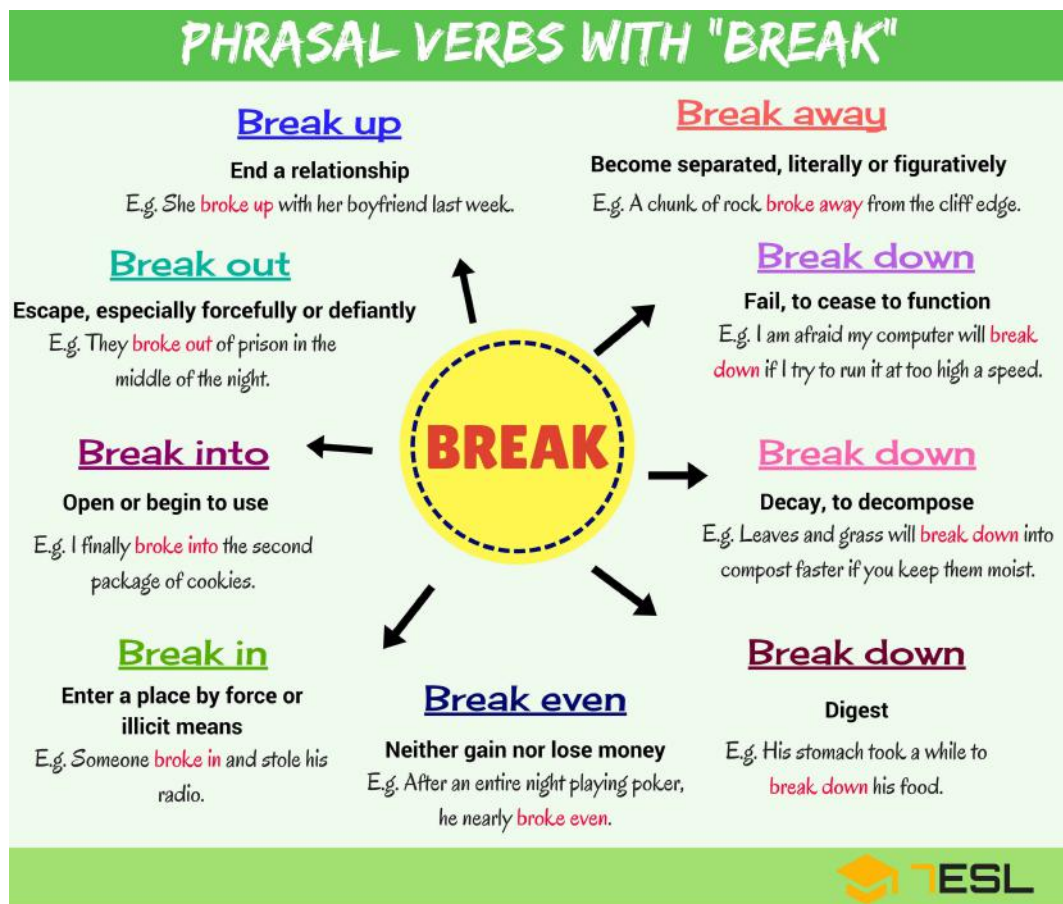 PHRASAL VERBS WITH "BREAK"
Break up
End a relationship
E.g. She broke up with her boyfriend last week.
Break away
Become separated, literally or figuratively
E.g. A chunk of rock broke away from the cliff edge.
Break out
Escape, especially forcefully or defiantly
E.g. They broke out of prison in the
middle of the night.
Break down
Fail, to cease to function
E.g. I am afraid my computer will break
down if I try to run it at too high a speed.
BREAK
Break into
Open or begin to use
E.g. I finally broke into the second
package of cookies.
Break down
Decay, to decompose
E.g. Leaves and grass will break down into
compost faster if you keep them moist.
Break in
Enter a place by force or
illicit means
E.g. Someone broke in and stole his
radio.
Break even
Neither gain nor lose money
E.g. After an entire night playing poker,
he nearly broke even.
Break down
Digest
E.g. His stomach took a while to
break down his food.
7ESL